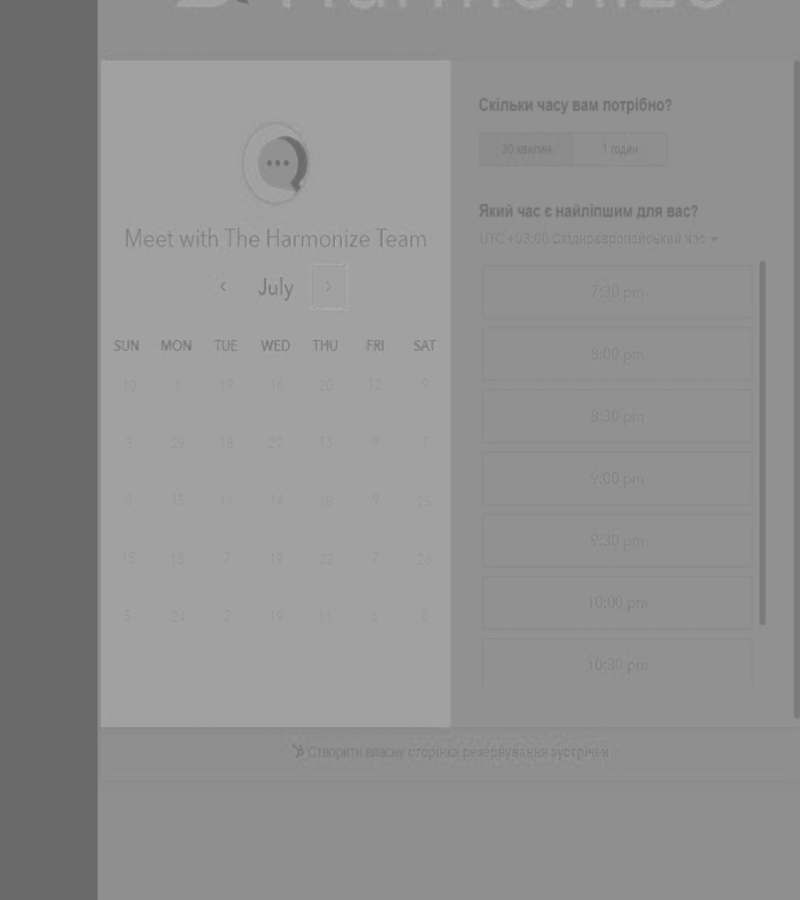 Harmonize
Meet with The Harmonize Team
July
SUN MON TUE WED THU FRI SAT
10 1 19 16 20 12 9
3 29 18 27 13 9 7
8 15 11 14 26 9 25
15 18 7 19 22 7 26
5 24 2 19 11 6 8
Скільки часу вам потрібно?
30 хвилин 1 годин
Який час є найліпшим для вас?
UTC +03:00 Східноєвропейський час
7:30 pm
8:00 pm
8:30 pm
9:00 pm
9:30 pm
10:00 pm
10:30 pm
Створити власну сторінка резервування зустрічей